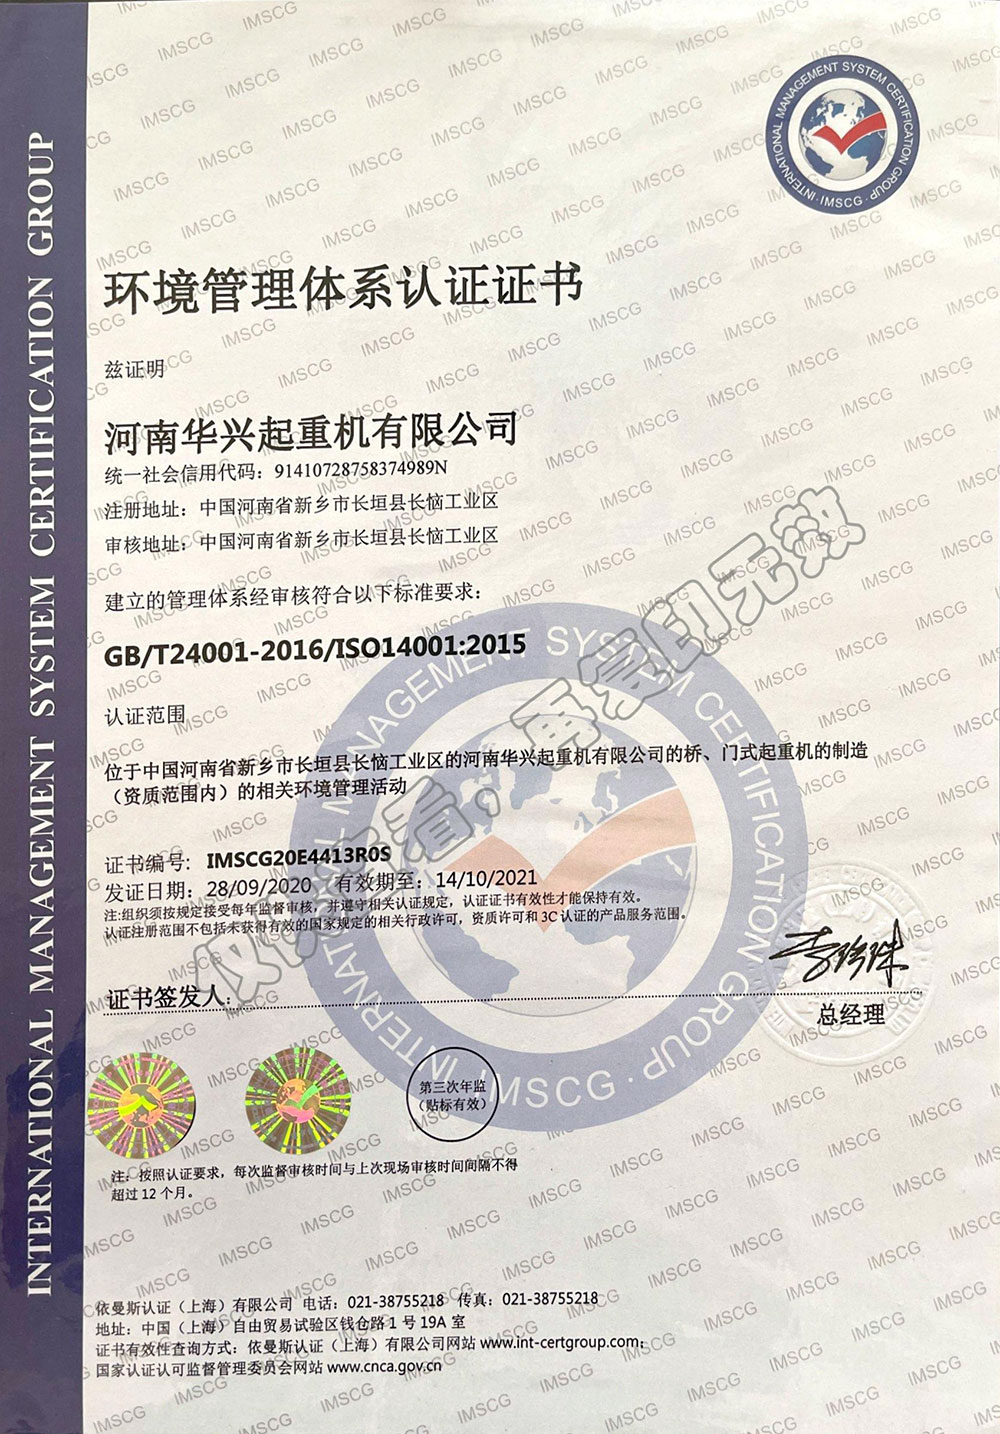 INTERNATIONAL MANAGEMENT SYSTEM CERTIFICATION GROUP
INTERNATIONAL MANAGEMENT SYSTEM CERTIFICATION GROUP · IMSCG ·
环境管理体系认证证书
兹证明
河南华兴起重机有限公司
统一社会信用代码：91410728758374989N
注册地址：中国河南省新乡市长垣县长恼工业区
审核地址：中国河南省新乡市长垣县长恼工业区
建立的管理体系经审核符合以下标准要求：
GB/T24001-2016/ISO14001:2015
认证范围
位于中国河南省新乡市长垣县长恼工业区的河南华兴起重机有限公司的桥、门式起重机的制造
（资质范围内）的相关环境管理活动
证书编号: IMSCG20E4413R0S
发证日期：28/09/2020 有效期至：14/10/2021
注:组织须按规定接受每年监督审核，并遵守相关认证规定，认证证书有效性才能保持有效。
认证注册范围不包括未获得有效的国家规定的相关行政许可，资质许可和3C认证的产品服务范围。
仅供查看，再复印无效
证书签发人:
总经理
第三次年监
（贴标有效）
注：按照认证要求，每次监督审核时间与上次现场审核时间间隔不得
超过12个月。
依曼斯认证（上海）有限公司 电话：021-38755218 传真：021-38755218
地址：中国（上海）自由贸易试验区钱仓路1号19A室
证书有效性查询方式：依曼斯认证（上海）有限公司网站 www.int-certgroup.com；
国家认证认可监督管理委员会网站 www.cnca.gov.cn